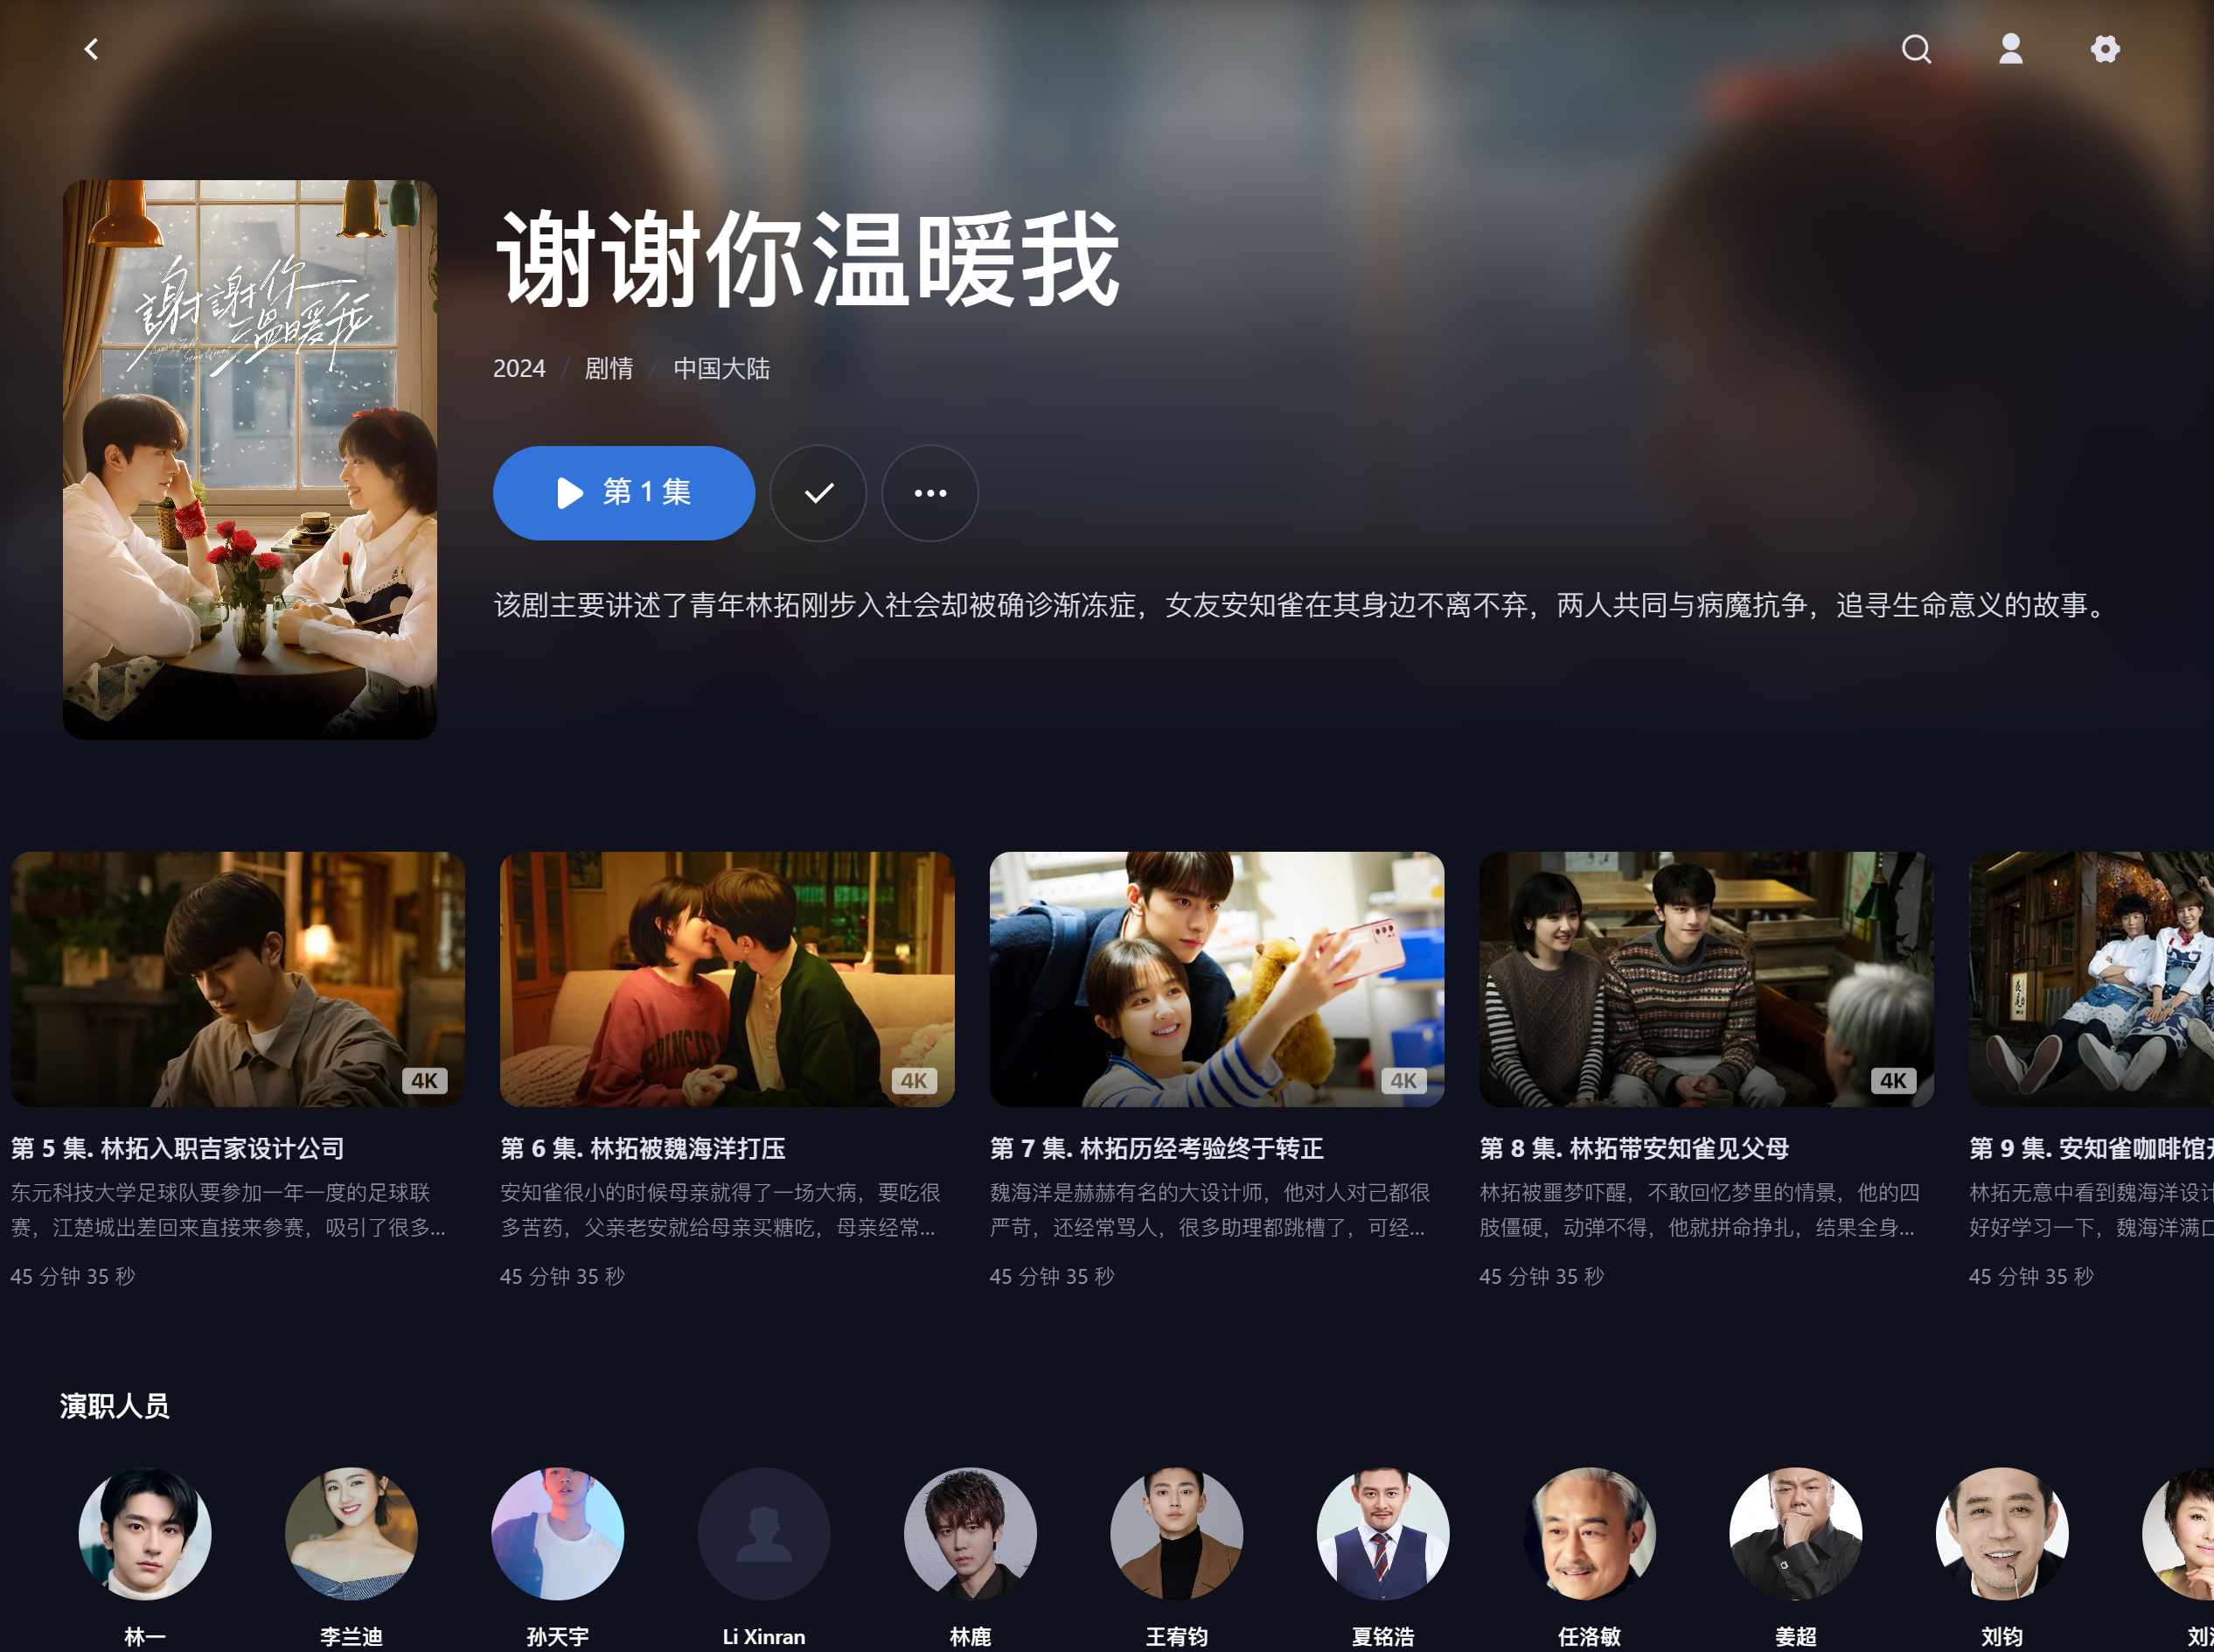 謝謝你
溫暖我
谢谢你温暖我
2024 / 剧情 / 中国大陆
第 1 集
该剧主要讲述了青年林拓刚步入社会却被确诊渐冻症，女友安知雀在其身边不离不弃，两人共同与病魔抗争，追寻生命意义的故事。
4K
第 5 集. 林拓入职吉家设计公司
东元科技大学足球队要参加一年一度的足球联
赛，江楚城出差回来直接来参赛，吸引了很多...
45 分钟 35 秒
4K
第 6 集. 林拓被魏海洋打压
安知雀很小的时候母亲就得了一场大病，要吃很
多苦药，父亲老安就给母亲买糖吃，母亲经常...
45 分钟 35 秒
4K
第 7 集. 林拓历经考验终于转正
魏海洋是赫赫有名的大设计师，他对人对己都很
严苛，还经常骂人，很多助理都跳槽了，可经...
45 分钟 35 秒
4K
第 8 集. 林拓带安知雀见父母
林拓被噩梦吓醒，不敢回忆梦里的情景，他的四
肢僵硬，动弹不得，他就拼命挣扎，结果全身...
45 分钟 35 秒
第 9 集. 安知雀咖啡馆
林拓无意中看到魏海洋设计
好好学习一下，魏海洋满口
45 分钟 35 秒
演职人员
林一
李兰迪
孙天宇
Li Xinran
林鹿
王宥钧
夏铭浩
任洛敏
姜超
刘钧
刘